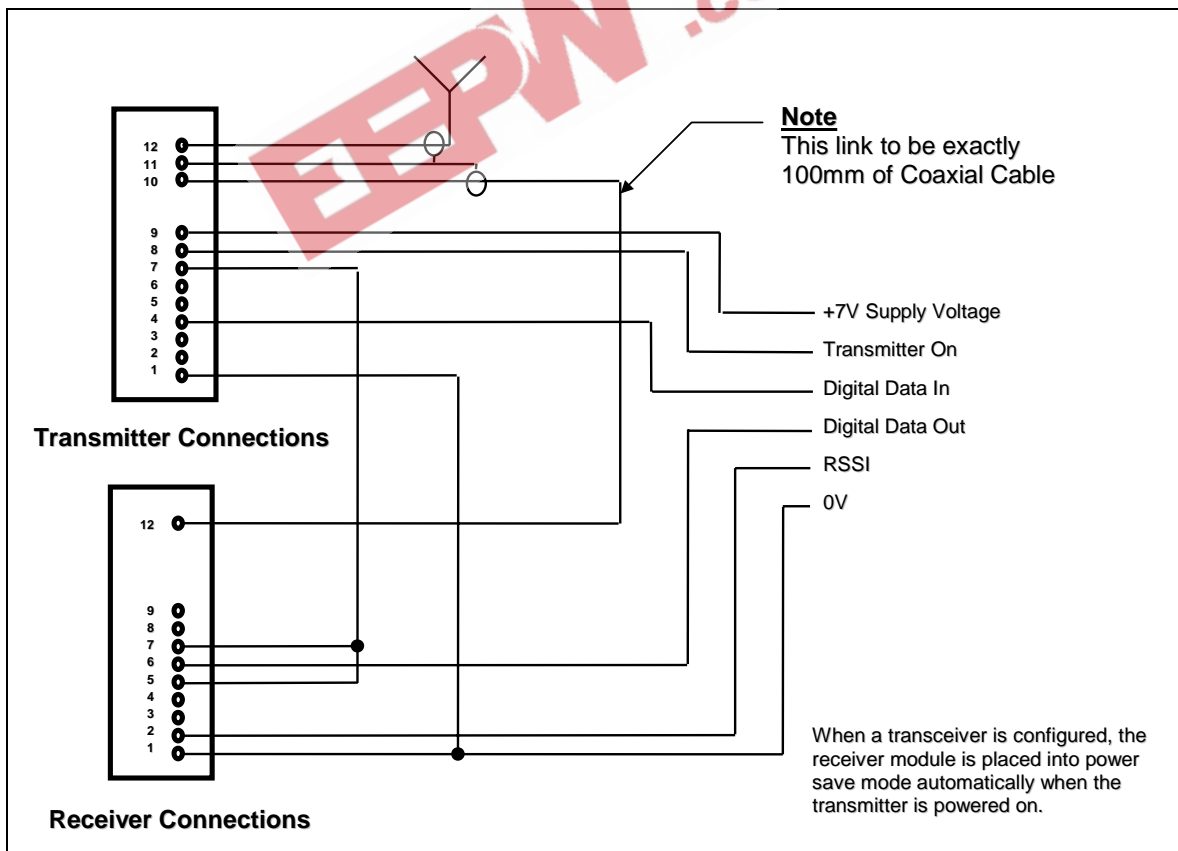 EEPW.co
Note
This link to be exactly
100mm of Coaxial Cable
12
11
10
9
8
7
6
5
4
3
2
1
+7V Supply Voltage
Transmitter On
Digital Data In
Digital Data Out
RSSI
0V
Transmitter Connections
12
9
8
7
6
5
4
3
2
1
When a transceiver is configured, the
receiver module is placed into power
save mode automatically when the
transmitter is powered on.
Receiver Connections